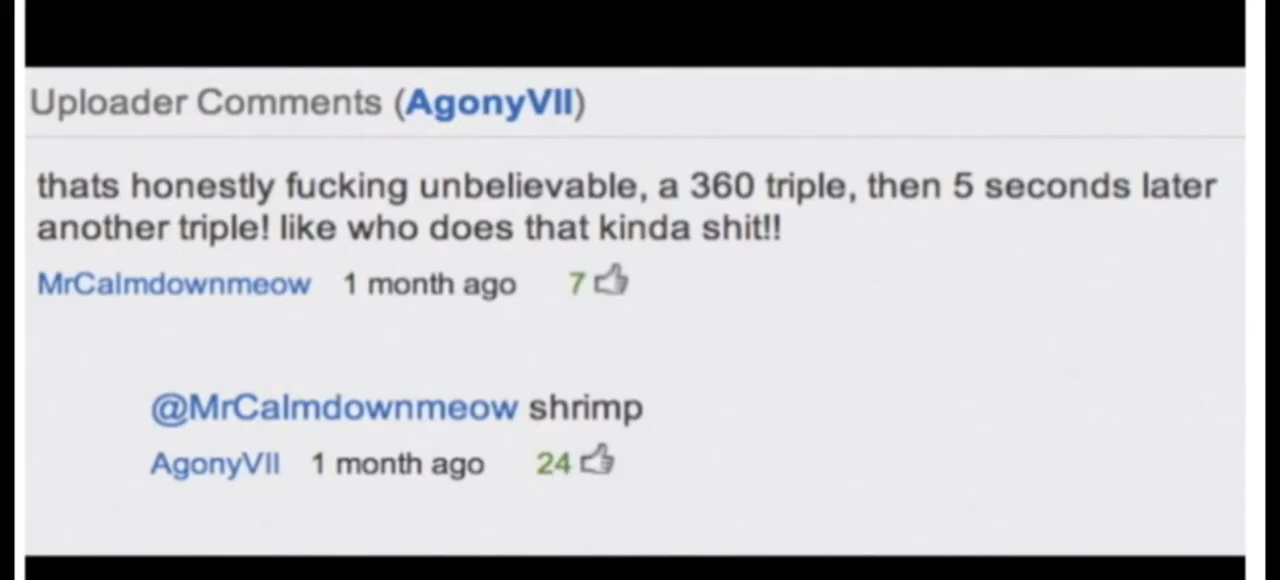 Uploader Comments (AgonyVII)
thats honestly fucking unbelievable, a 360 triple, then 5 seconds later
another triple! like who does that kinda shit!!
MrCalmdownmeow 1 month ago 7
@MrCalmdownmeow shrimp
AgonyVII 1 month ago 24